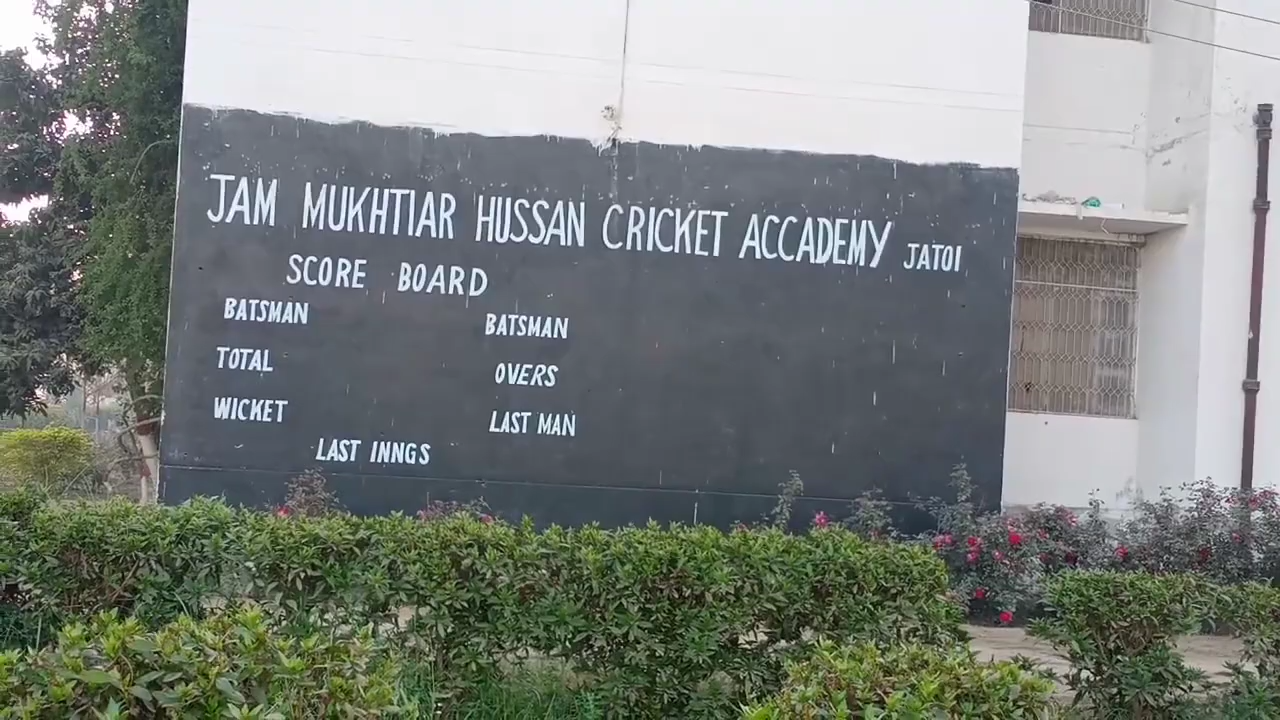 JAM MUKHTIAR HUSSAN CRICKET ACCADEMY JATOI
SCORE BOARD
BATSMAN BATSMAN
TOTAL OVERS
WICKET LAST MAN
LAST INNGS